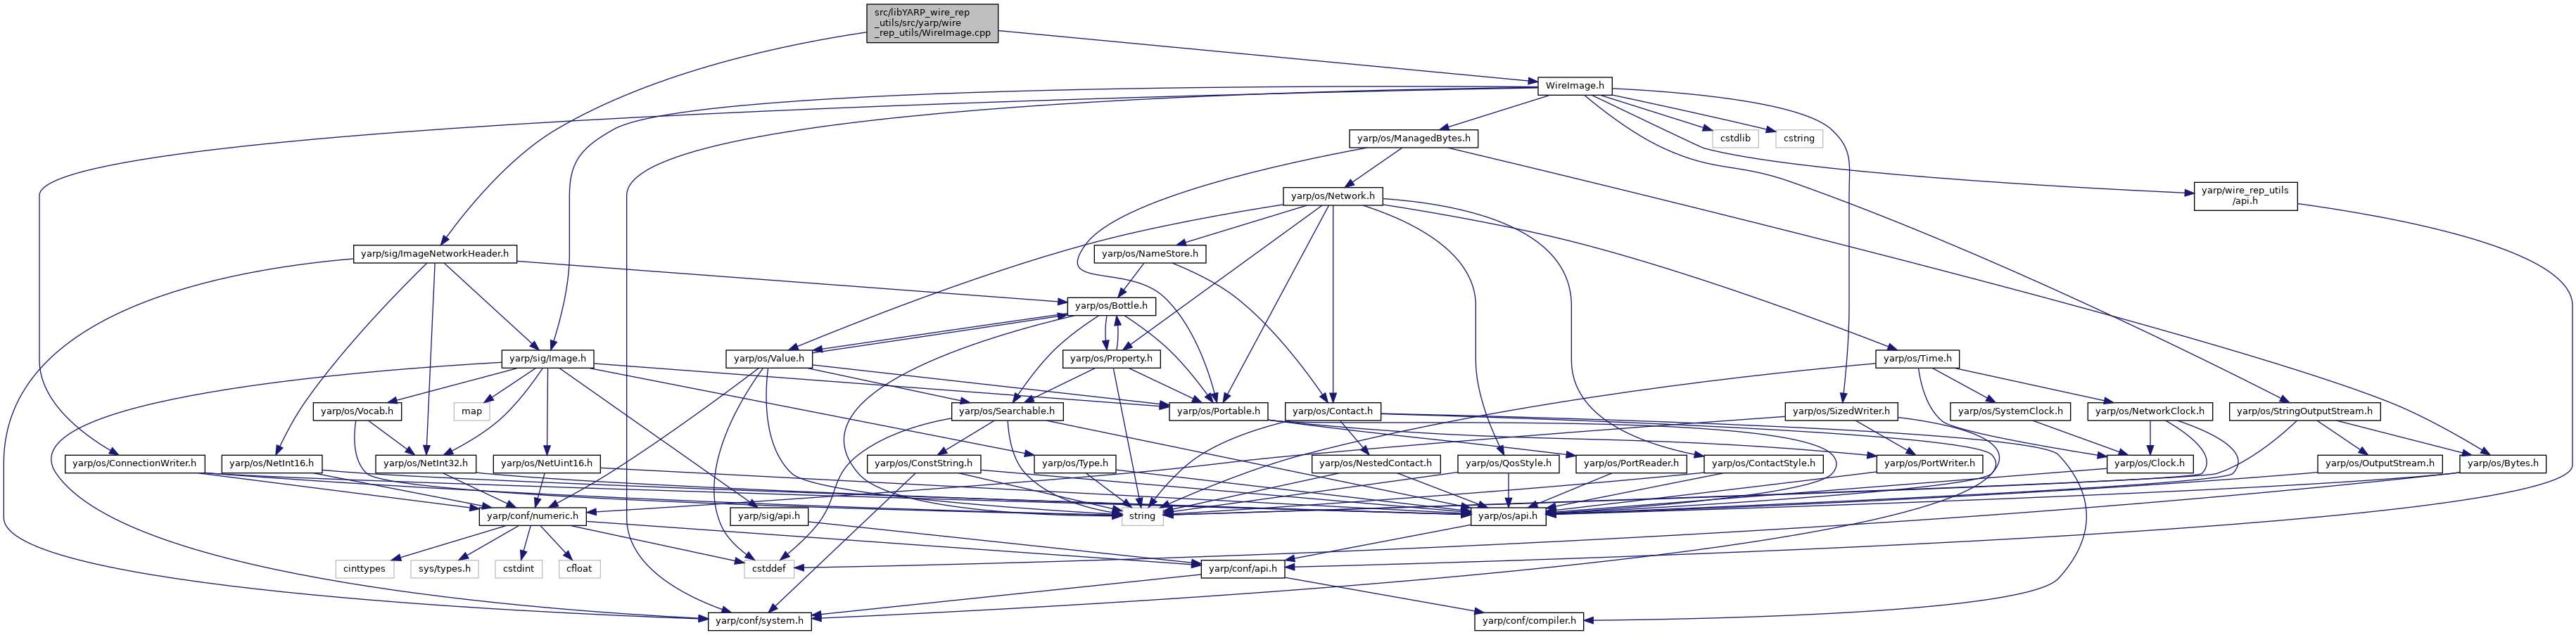 src/libYARP_wire_rep
_utils/src/yarp/wire
_rep_utils/WireImage.cpp
WireImage.h
yarp/os/ManagedBytes.h
cstdlib
cstring
yarp/os/Network.h
yarp/wire_rep_utils
/api.h
yarp/sig/ImageNetworkHeader.h
yarp/os/NameStore.h
yarp/os/Bottle.h
yarp/sig/Image.h
yarp/os/Value.h
yarp/os/Property.h
yarp/os/Time.h
yarp/os/Vocab.h
map
yarp/os/Searchable.h
yarp/os/Portable.h
yarp/os/Contact.h
yarp/os/SizedWriter.h
yarp/os/SystemClock.h
yarp/os/NetworkClock.h
yarp/os/StringOutputStream.h
yarp/os/ConnectionWriter.h
yarp/os/NetInt16.h
yarp/os/NetInt32.h
yarp/os/NetUint16.h
yarp/os/ConstString.h
yarp/os/Type.h
yarp/os/NestedContact.h
yarp/os/QosStyle.h
yarp/os/PortReader.h
yarp/os/ContactStyle.h
yarp/os/PortWriter.h
yarp/os/Clock.h
yarp/os/OutputStream.h
yarp/os/Bytes.h
yarp/conf/numeric.h
yarp/sig/api.h
string
yarp/os/api.h
cinttypes
sys/types.h
cstdint
cfloat
cstddef
yarp/conf/api.h
yarp/conf/system.h
yarp/conf/compiler.h